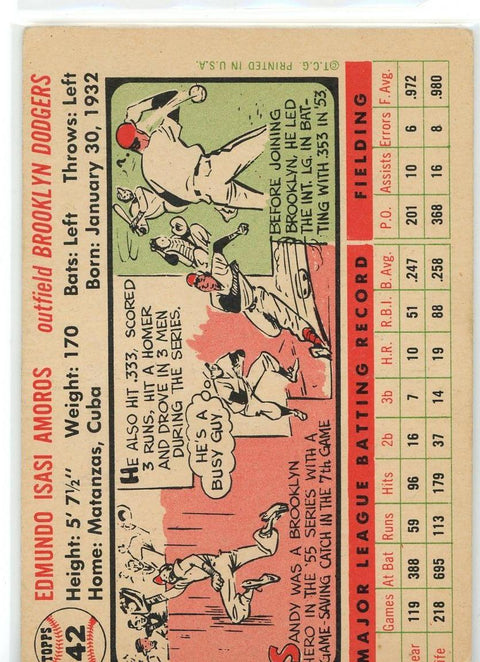 TOPPS
42
EDMUNDO ISASI AMOROS outfield BROOKLYN DODGERS
Height: 5' 7½" Weight: 170 Bats: Left Throws: Left
Home: Matanzas, Cuba Born: January 30, 1932
SANDY WAS A BROOKLYN
HERO IN THE '55 SERIES WITH A
GAME-SAVING CATCH IN THE 7TH GAME
HE ALSO HIT .333, SCORED
3 RUNS, HIT A HOMER
AND DROVE IN 3 MEN
DURING THE SERIES.
HE'S A
BUSY GUY
BEFORE JOINING
BROOKLYN, HE LED
THE INT. LG. IN BAT-
TING WITH .353 IN '53
©T.C.G. PRINTED IN U.S.A.
MAJOR LEAGUE BATTING RECORD FIELDING
Games At Bat Runs Hits 2b 3b H.R. R.B.I. B.Avg. P.O. Assists Errors F.Avg.
ear 119 388 59 96 16 7 10 51 .247 201 10 6 .972
ife 218 695 113 179 37 14 19 88 .258 368 16 8 .980